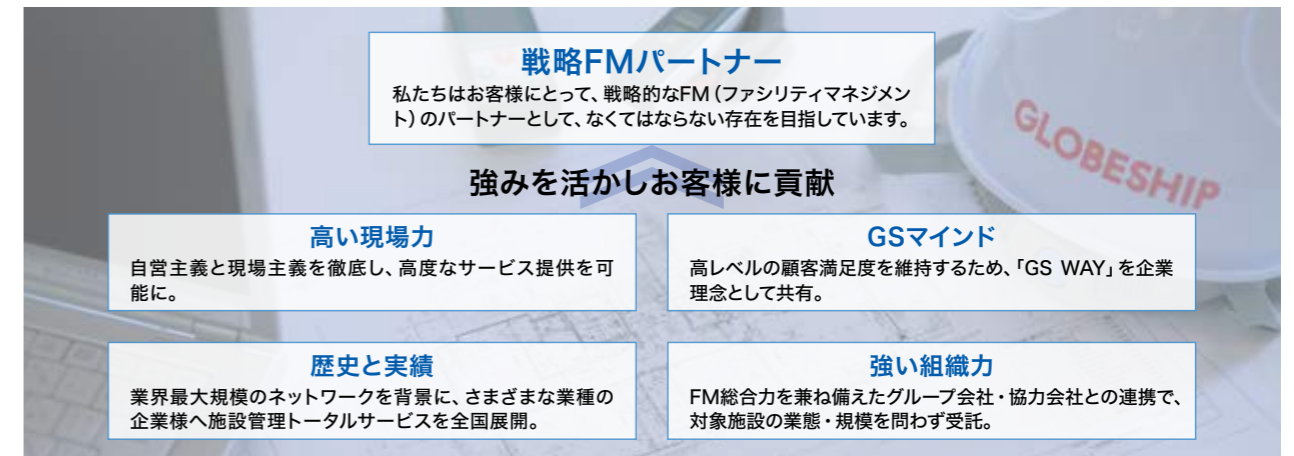 戦略FMパートナー
私たちはお客様にとって、戦略的なFM（ファシリティマネジメン
ト）のパートナーとして、なくてはならない存在を目指しています。
GLOBESHIP
強みを活かしお客様に貢献
高い現場力
自営主義と現場主義を徹底し、高度なサービス提供を可
能に。
GSマインド
高レベルの顧客満足度を維持するため、「GS WAY」を企業
理念として共有。
歴史と実績
業界最大規模のネットワークを背景に、さまざまな業種の
企業様へ施設管理トータルサービスを全国展開。
強い組織力
FM総合力を兼ね備えたグループ会社・協力会社との連携で、
対象施設の業態・規模を問わず受託。